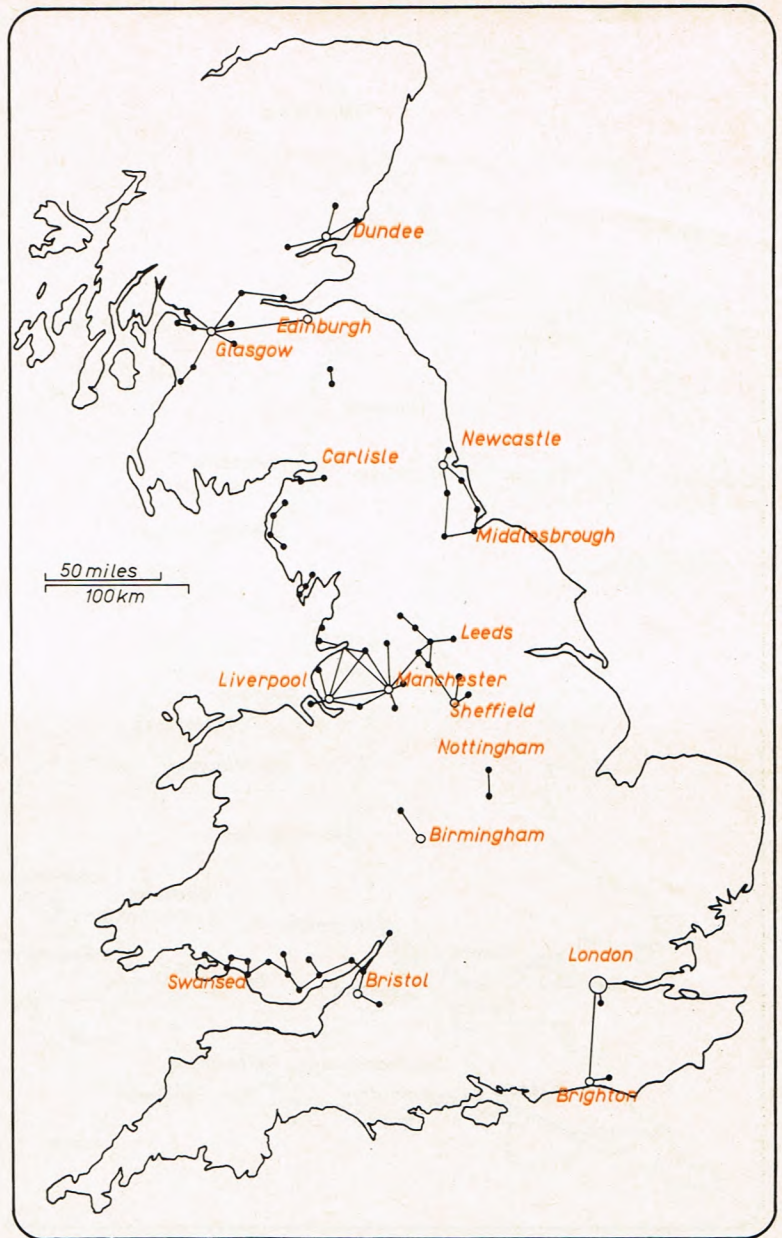 Dundee
Edinburgh
Glasgow
Newcastle
Carlisle
Middlesbrough
50 miles
100 km
Leeds
Liverpool
Manchester
Sheffield
Nottingham
Birmingham
London
Swansea
Bristol
Brighton